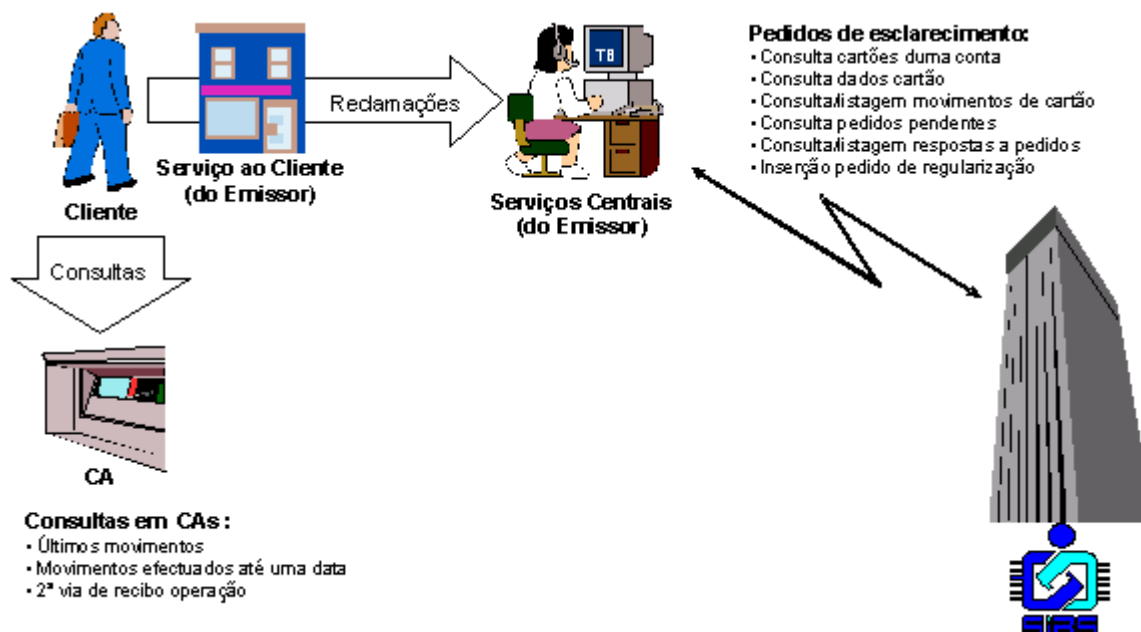 Pedidos de esclarecimento:
• Consulta cartões duma conta
• Consulta dados cartão
• Consulta/listagem movimentos de cartão
• Consulta pedidos pendentes
• Consulta/listagem respostas a pedidos
• Inserção pedido de regularização
TB
Reclamações
Serviço ao Cliente
(do Emissor)
Cliente
Serviços Centrais
(do Emissor)
Consultas
CA
Consultas em CAs :
• Últimos movimentos
• Movimentos efectuados até uma data
• 2ª via de recibo operação
SIBS